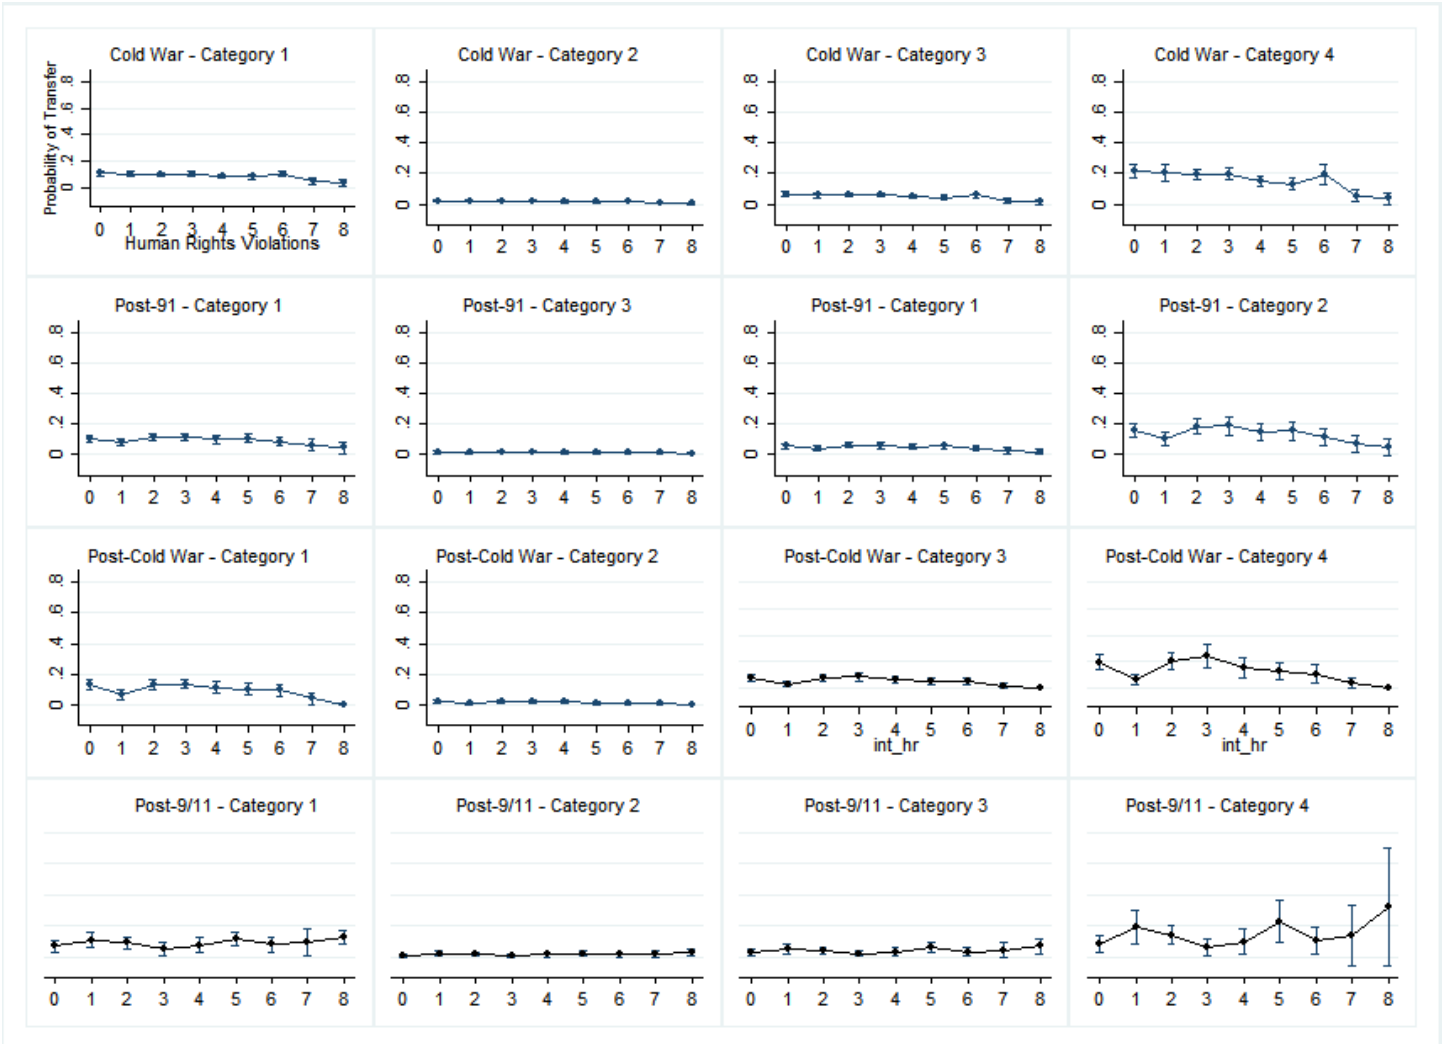 Cold War - Category 1
Probability of Transfer
.8
.6
.4
.2
0
0 1 2 3 4 5 6 7 8
Human Rights Violations
Cold War - Category 2
.8
.6
.4
.2
0
0 1 2 3 4 5 6 7 8
Cold War - Category 3
.8
.6
.4
.2
0
0 1 2 3 4 5 6 7 8
Cold War - Category 4
.8
.6
.4
.2
0
0 1 2 3 4 5 6 7 8
Post-91 - Category 1
.8
.6
.4
.2
0
0 1 2 3 4 5 6 7 8
Post-91 - Category 3
.8
.6
.4
.2
0
0 1 2 3 4 5 6 7 8
Post-91 - Category 1
.8
.6
.4
.2
0
0 1 2 3 4 5 6 7 8
Post-91 - Category 2
.8
.6
.4
.2
0
0 1 2 3 4 5 6 7 8
Post-Cold War - Category 1
.8
.6
.4
.2
0
0 1 2 3 4 5 6 7 8
Post-Cold War - Category 2
.8
.6
.4
.2
0
0 1 2 3 4 5 6 7 8
Post-Cold War - Category 3
0 1 2 3 4 5 6 7 8
int_hr
Post-Cold War - Category 4
0 1 2 3 4 5 6 7 8
int_hr
Post-9/11 - Category 1
0 1 2 3 4 5 6 7 8
Post-9/11 - Category 2
0 1 2 3 4 5 6 7 8
Post-9/11 - Category 3
0 1 2 3 4 5 6 7 8
Post-9/11 - Category 4
0 1 2 3 4 5 6 7 8